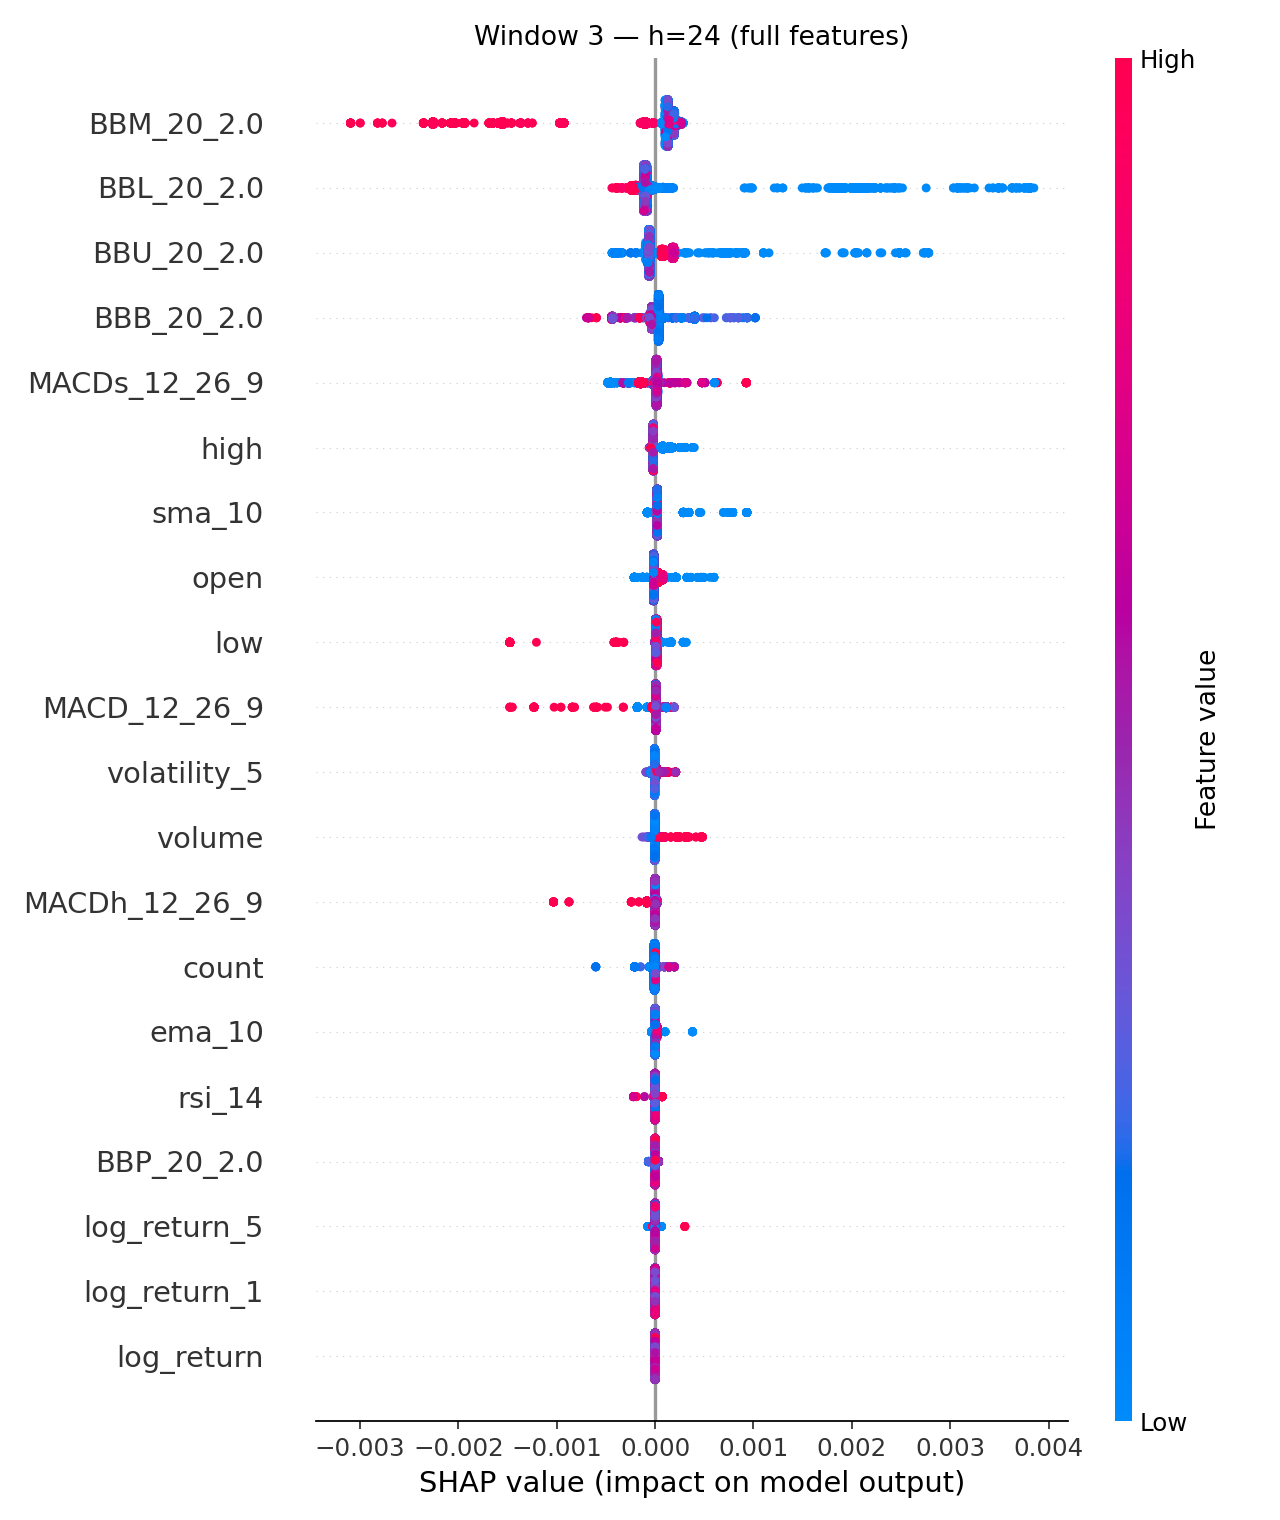 Window 3 — h=24 (full features)
High
BBM_20_2.0
BBL_20_2.0
BBU_20_2.0
BBB_20_2.0
MACDs_12_26_9
high
sma_10
open
low
MACD_12_26_9
volatility_5
volume
MACDh_12_26_9
count
ema_10
rsi_14
BBP_20_2.0
log_return_5
log_return_1
log_return
Feature value
Low
−0.003 −0.002 −0.001 0.000 0.001 0.002 0.003 0.004
SHAP value (impact on model output)